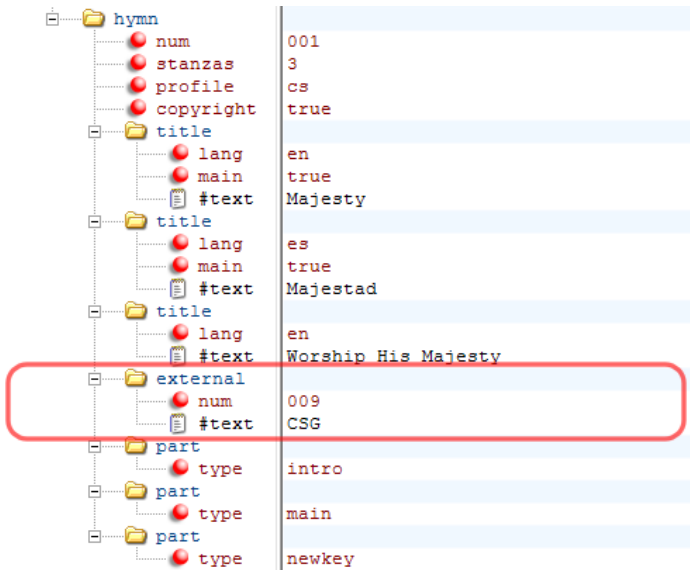 hymn
num 001
stanzas 3
profile cs
copyright true
title
lang en
main true
#text Majesty
title
lang es
main true
#text Majestad
title
lang en
#text Worship His Majesty
external
num 009
#text CSG
part
type intro
part
type main
part
type newkey